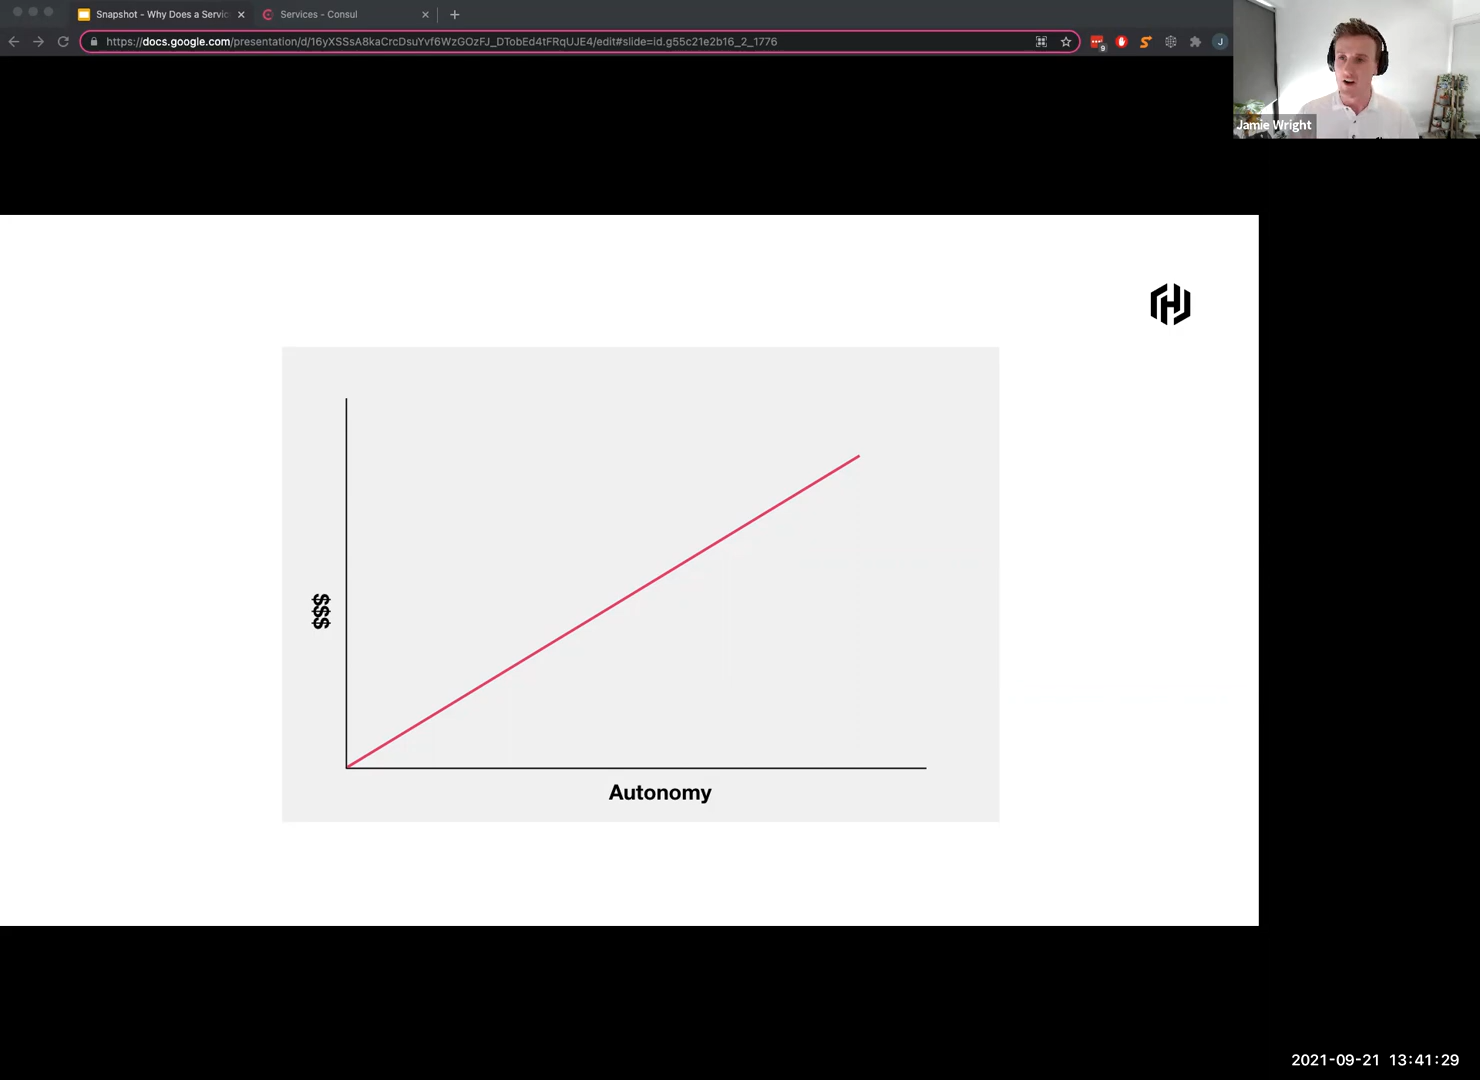 Snapshot - Why Does a Servic
Services - Consul
https://docs.google.com/presentation/d/16yXSSsA8kaCrcDsuYvf6WzGOzFJ_DTobEd4tFRqUJE4/edit#slide=id.g55c21e2b16_2_1776
9
J
Jamie Wright
$$$
Autonomy
2021-09-21 13:41:29